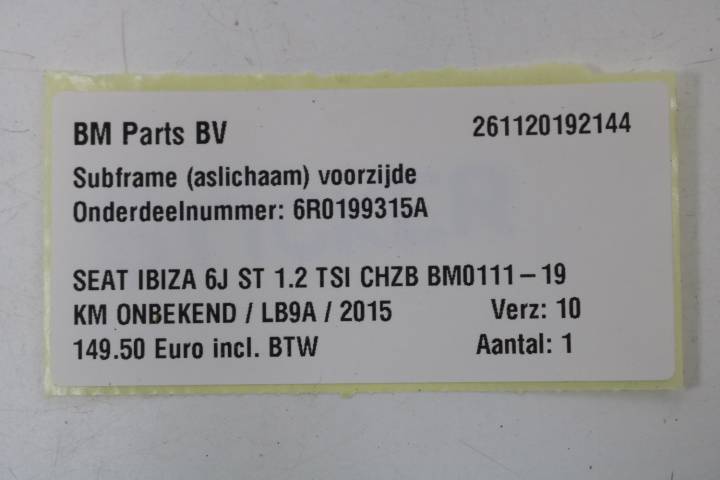 BM Parts BV 261120192144
Subframe (aslichaam) voorzijde
Onderdeelnummer: 6R0199315A
SEAT IBIZA 6J ST 1.2 TSI CHZB BM0111-19
KM ONBEKEND / LB9A / 2015 Verz: 10
149.50 Euro incl. BTW Aantal: 1